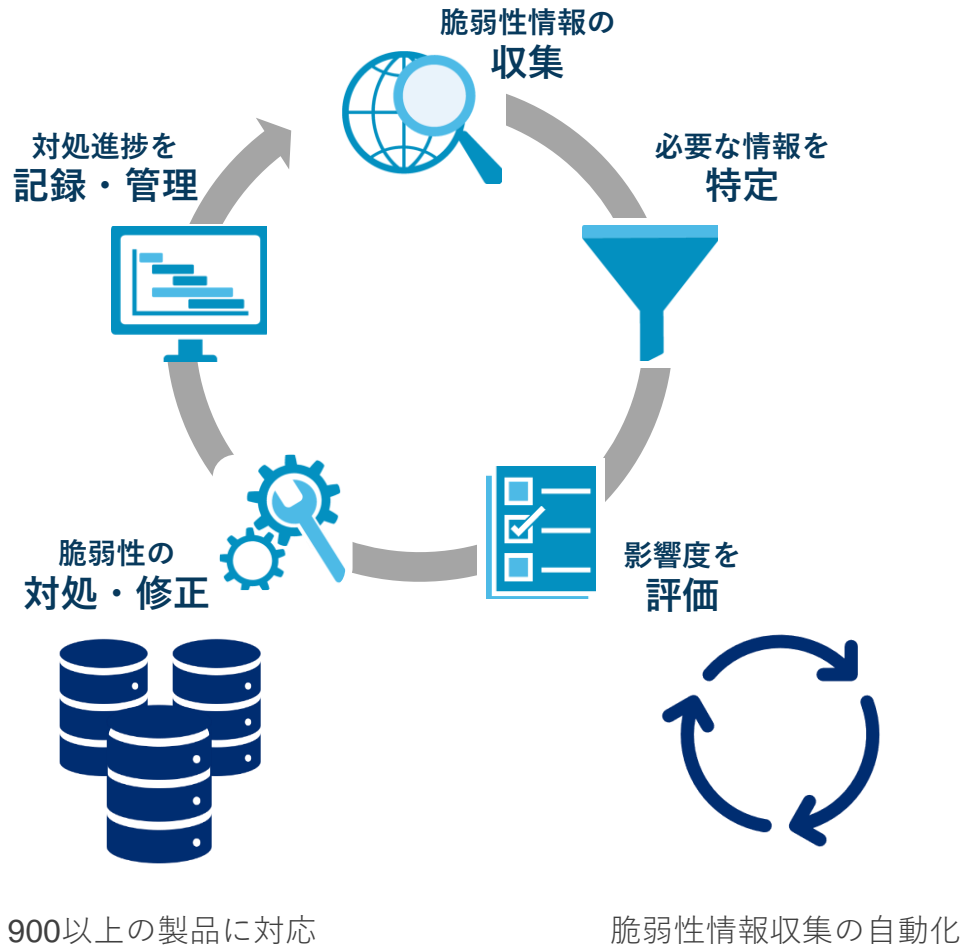 脆弱性情報の
収集
必要な情報を
特定
影響度を
評価
脆弱性の
対処・修正
対処進捗を
記録・管理
900以上の製品に対応
脆弱性情報収集の自動化